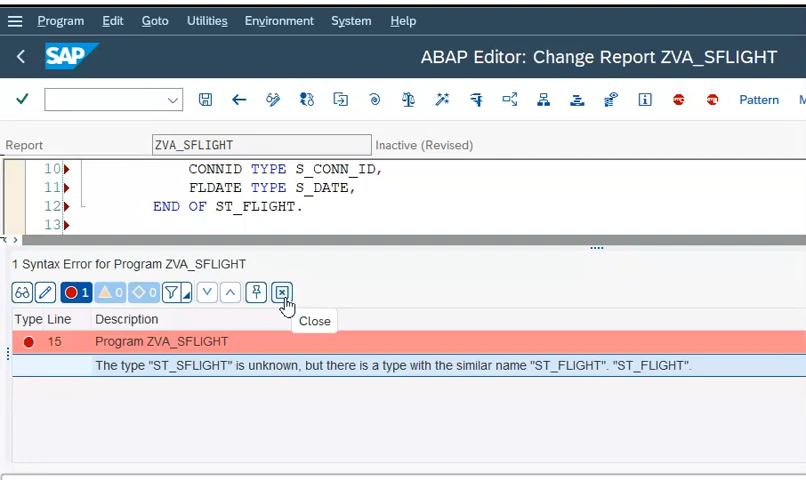 Program Edit Goto Utilities Environment System Help
SAP ABAP Editor: Change Report ZVA_SFLIGHT
Pattern
Report ZVA_SFLIGHT Inactive (Revised)
10 CONNID TYPE S_CONN_ID,
11 FLDATE TYPE S_DATE,
12 END OF ST_FLIGHT.
13
1 Syntax Error for Program ZVA_SFLIGHT
1 0 0
Close
Type Line Description
15 Program ZVA_SFLIGHT
The type "ST_SFLIGHT" is unknown, but there is a type with the similar name "ST_FLIGHT". "ST_FLIGHT".